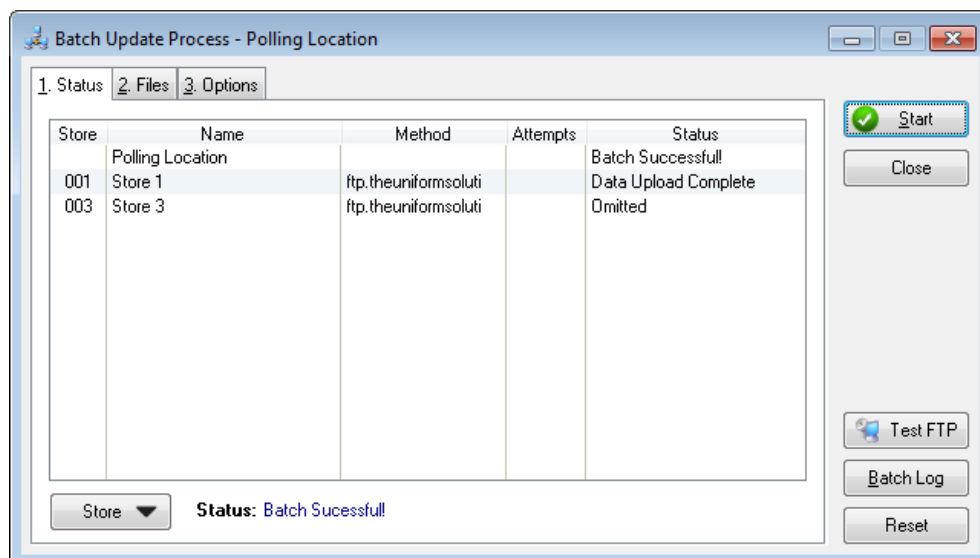 Batch Update Process - Polling Location
1. Status 2. Files 3. Options
Store Name Method Attempts Status
Polling Location Batch Successful!
001 Store 1 ftp.theuniformsoluti Data Upload Complete
003 Store 3 ftp.theuniformsoluti Omitted
Store Status: Batch Sucessful!
Start
Close
Test FTP
Batch Log
Reset